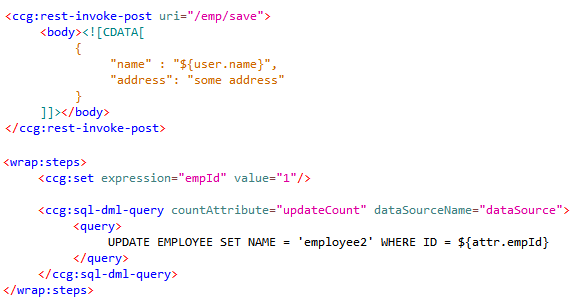 <ccg:rest-invoke-post uri="/emp/save">
<body><![CDATA[
{
"name" : "${user.name}",
"address": "some address"
}
]]></body>
</ccg:rest-invoke-post>
<wrap:steps>
<ccg:set expression="empId" value="1"/>
<ccg:sql-dml-query countAttribute="updateCount" dataSourceName="dataSource">
<query>
UPDATE EMPLOYEE SET NAME = 'employee2' WHERE ID = ${attr.empId}
</query>
</ccg:sql-dml-query>
</wrap:steps>